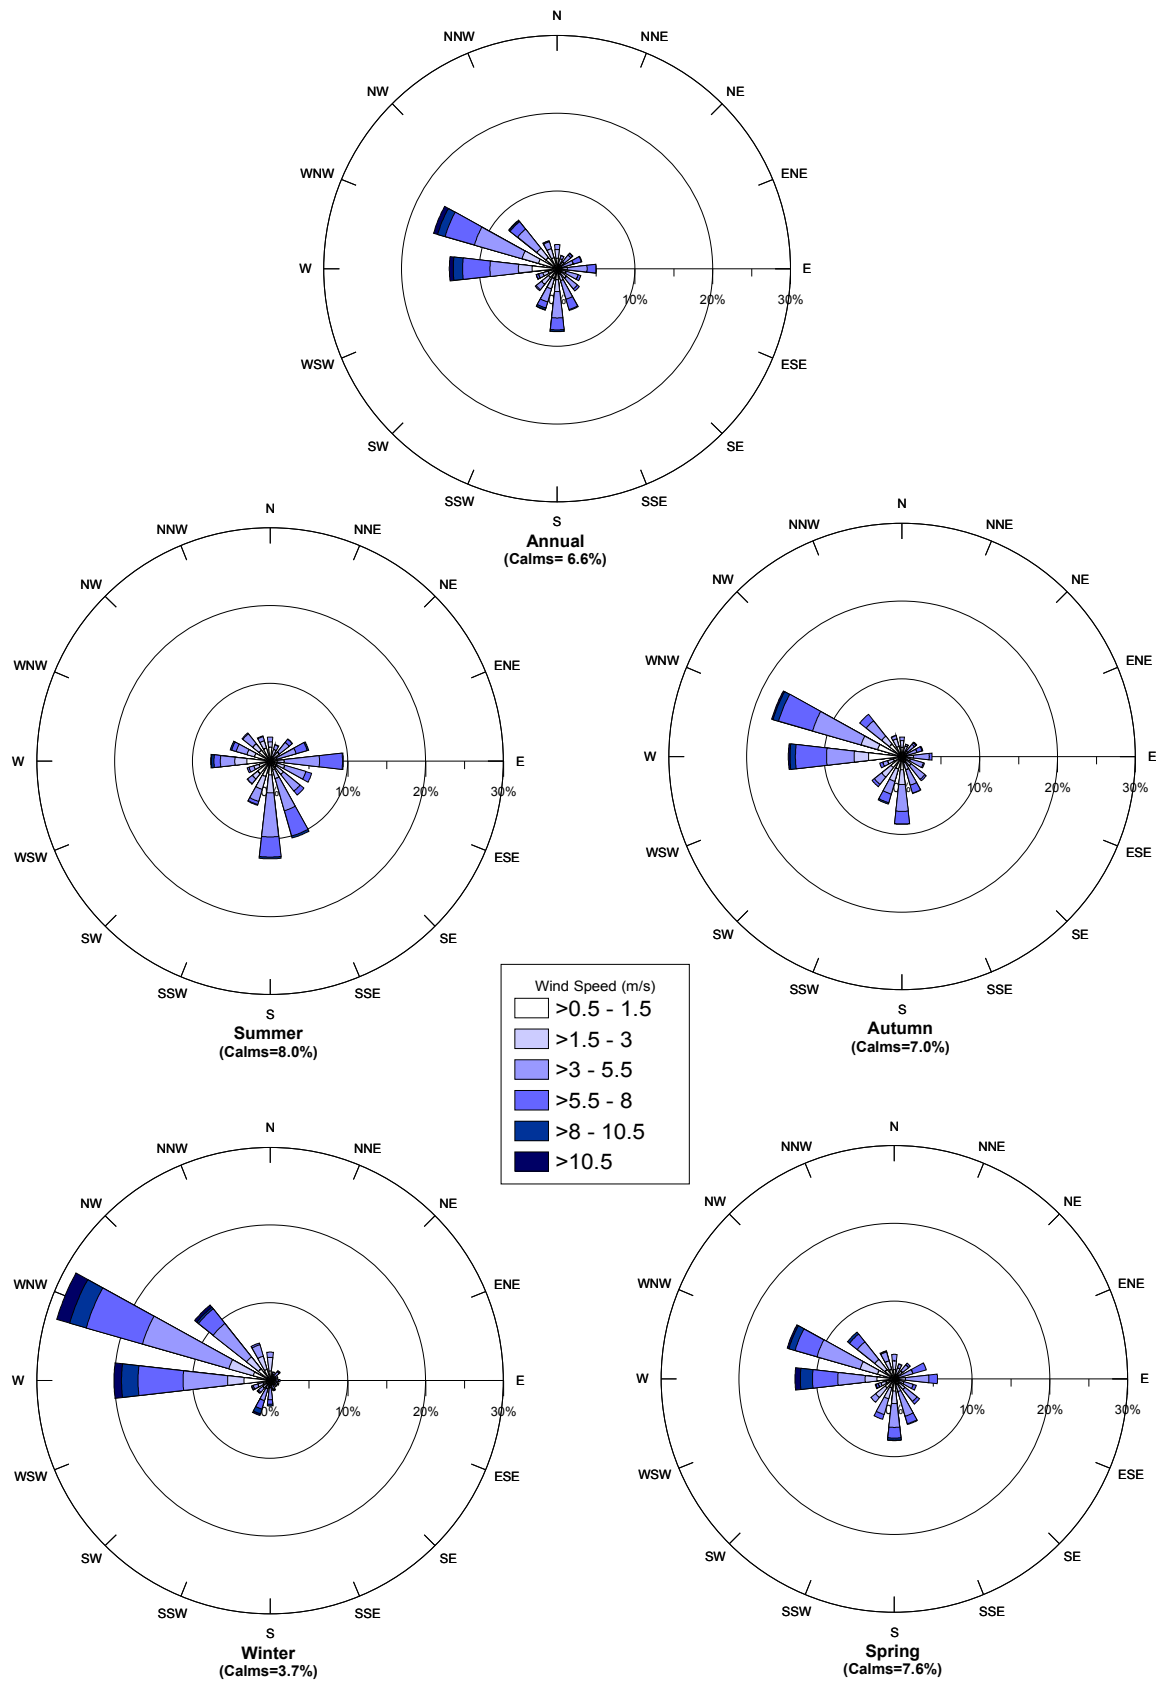 N
NNW
NNE
NW
NE
WNW
ENE
W
E
0%
10%
20%
30%
WSW
ESE
SW
SE
SSW
SSE
S
Annual
(Calms= 6.6%)
N
NNW
NNE
NW
NE
WNW
ENE
W
E
0%
10%
20%
30%
WSW
ESE
SW
SE
SSW
SSE
S
Summer
(Calms=8.0%)
N
NNW
NNE
NW
NE
WNW
ENE
W
E
0%
10%
20%
30%
WSW
ESE
SW
SE
SSW
SSE
S
Autumn
(Calms=7.0%)
Wind Speed (m/s)
>0.5 - 1.5
>1.5 - 3
>3 - 5.5
>5.5 - 8
>8 - 10.5
>10.5
N
NNW
NNE
NW
NE
WNW
ENE
W
E
0%
10%
20%
30%
WSW
ESE
SW
SE
SSW
SSE
S
Winter
(Calms=3.7%)
N
NNW
NNE
NW
NE
WNW
ENE
W
E
0%
10%
20%
30%
WSW
ESE
SW
SE
SSW
SSE
S
Spring
(Calms=7.6%)